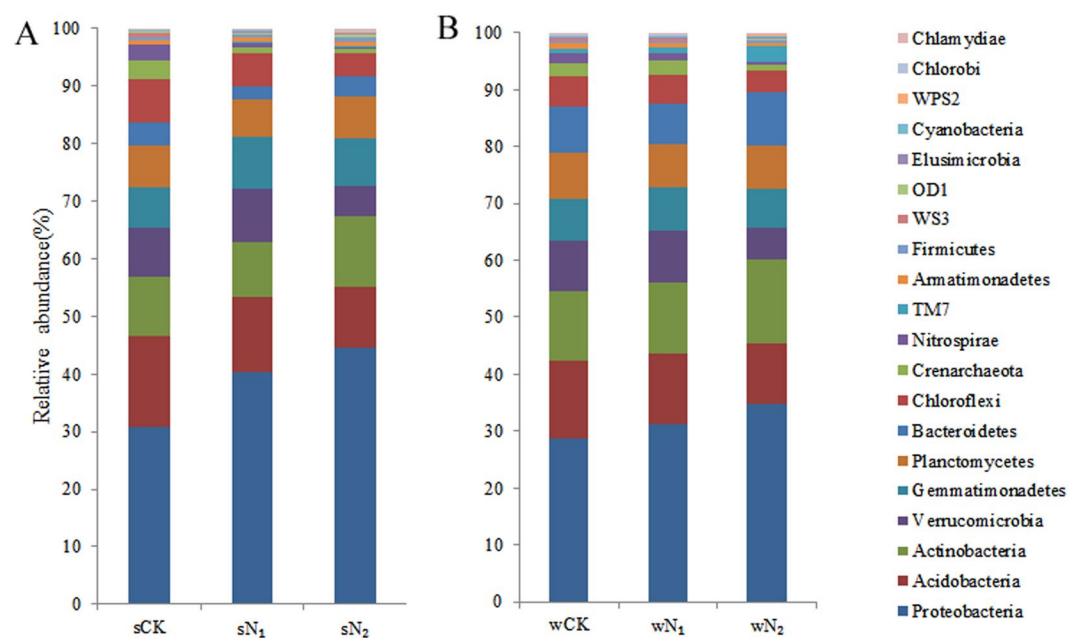 A
B
Relatiive abundance(%)
100
90
80
70
60
50
40
30
20
10
0
sCK
sN₁
sN₂
100
90
80
70
60
50
40
30
20
10
0
wCK
wN₁
wN₂
Chlamydiae
Chlorobi
WPS2
Cyanobacteria
Elusimicrobia
OD1
WS3
Firmicutes
Armatimonadetes
TM7
Nitrospirae
Crenarchaeota
Chloroflexi
Bacteroidetes
Planctomycetes
Gemmatimonadetes
Verrucomicrobia
Actinobacteria
Acidobacteria
Proteobacteria